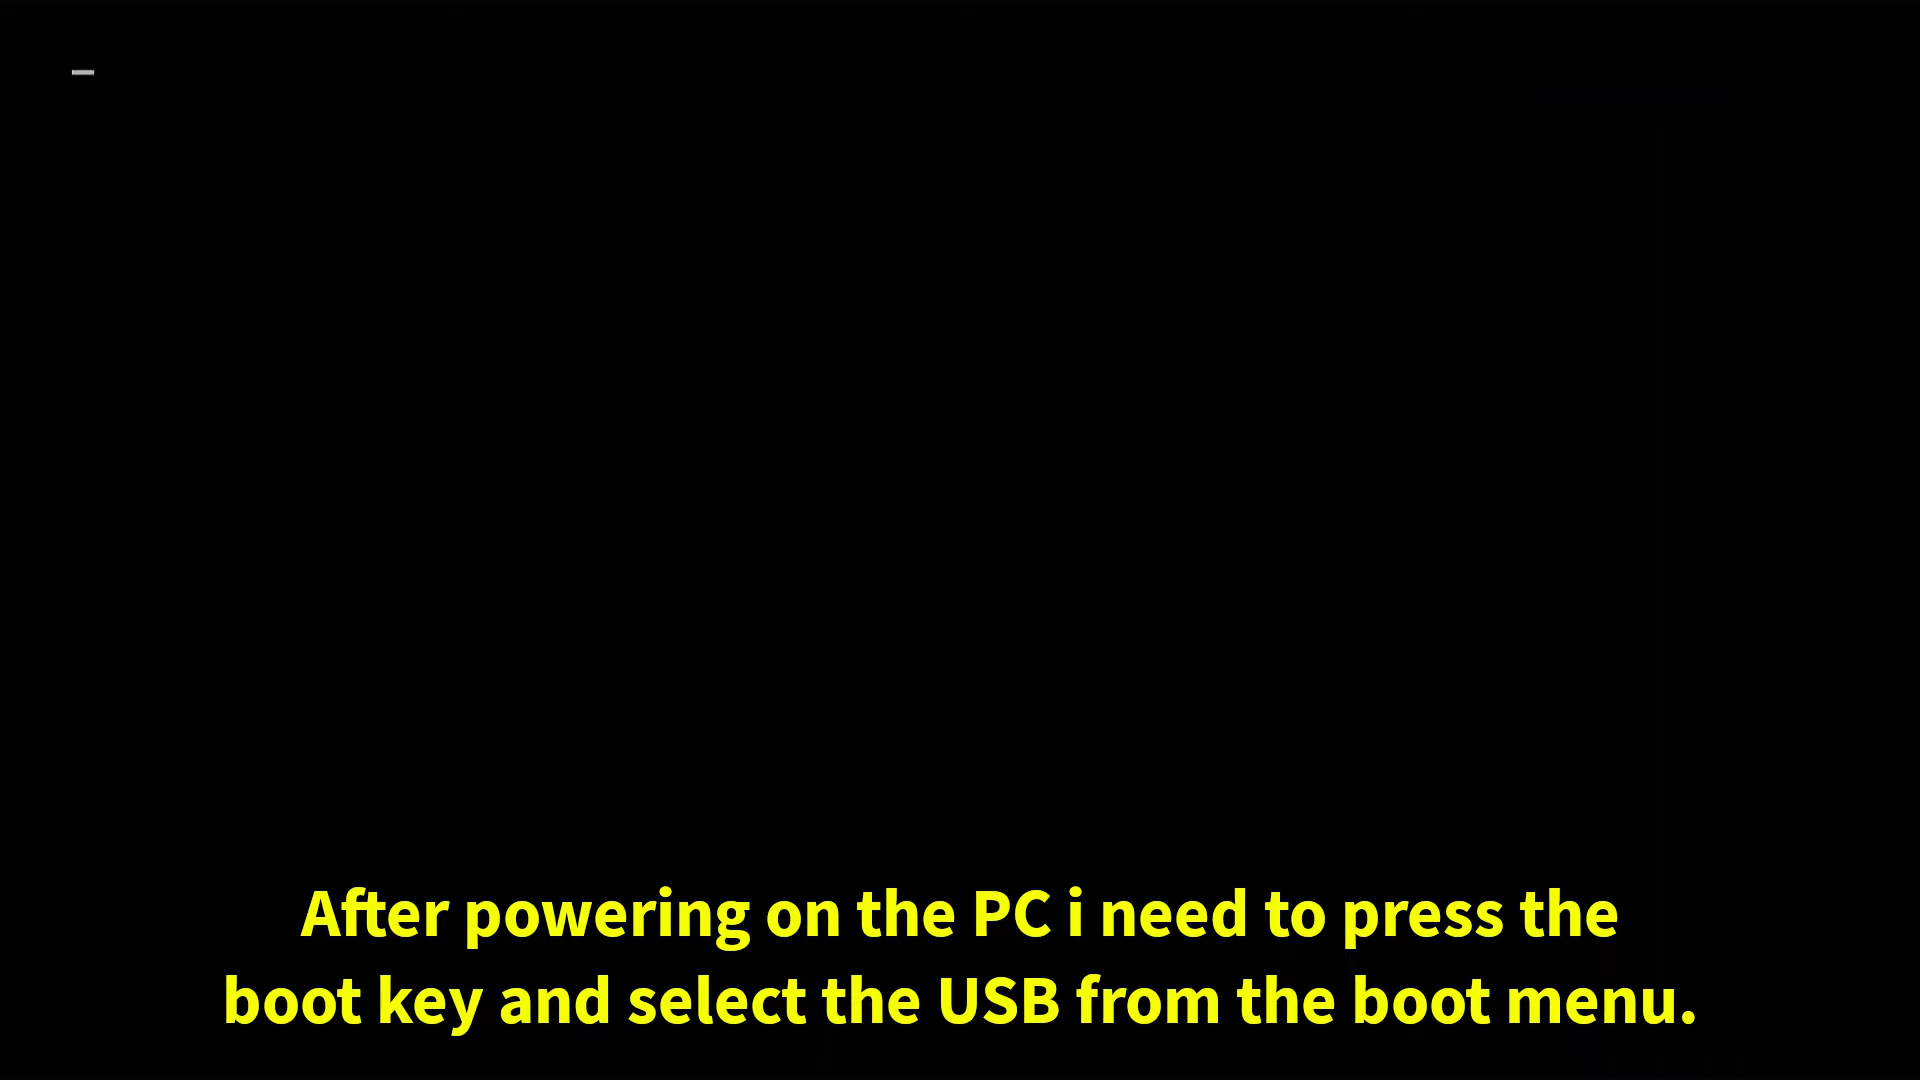 After powering on the PC i need to press the
boot key and select the USB from the boot menu.